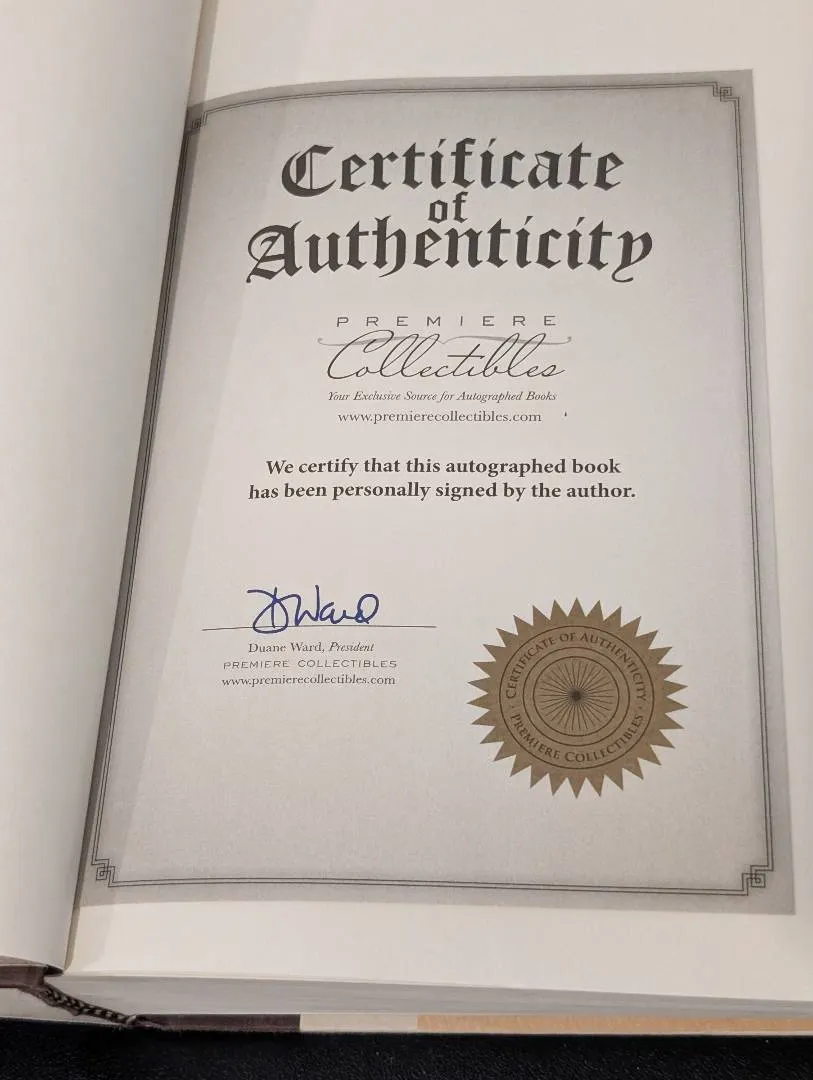 Certificate
of
Authenticity
PREMIERE
Collectibles
Your Exclusive Source for Autographed Books
www.premierecollectibles.com
We certify that this autographed book
has been personally signed by the author.
DWard
Duane Ward, President
PREMIERE COLLECTIBLES
www.premierecollectibles.com
CERTIFICATE OF AUTHENTICITY
PREMIERE COLLECTIBLES